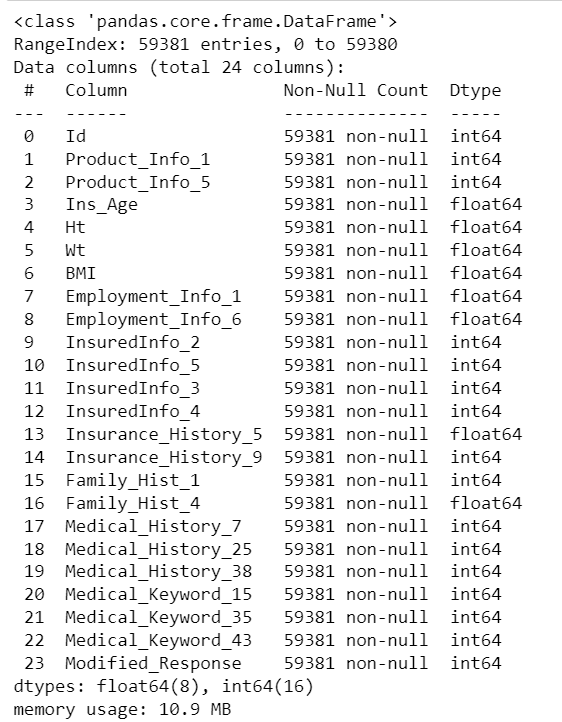 <class 'pandas.core.frame.DataFrame'>
RangeIndex: 59381 entries, 0 to 59380
Data columns (total 24 columns):
 #   Column               Non-Null Count  Dtype
---  ------               --------------  -----
 0   Id                   59381 non-null  int64
 1   Product_Info_1       59381 non-null  int64
 2   Product_Info_5       59381 non-null  int64
 3   Ins_Age              59381 non-null  float64
 4   Ht                   59381 non-null  float64
 5   Wt                   59381 non-null  float64
 6   BMI                  59381 non-null  float64
 7   Employment_Info_1    59381 non-null  float64
 8   Employment_Info_6    59381 non-null  float64
 9   InsuredInfo_2        59381 non-null  int64
 10  InsuredInfo_5        59381 non-null  int64
 11  InsuredInfo_3        59381 non-null  int64
 12  InsuredInfo_4        59381 non-null  int64
 13  Insurance_History_5  59381 non-null  float64
 14  Insurance_History_9  59381 non-null  int64
 15  Family_Hist_1        59381 non-null  int64
 16  Family_Hist_4        59381 non-null  float64
 17  Medical_History_7    59381 non-null  int64
 18  Medical_History_25   59381 non-null  int64
 19  Medical_History_38   59381 non-null  int64
 20  Medical_Keyword_15   59381 non-null  int64
 21  Medical_Keyword_35   59381 non-null  int64
 22  Medical_Keyword_43   59381 non-null  int64
 23  Modified_Response    59381 non-null  int64
dtypes: float64(8), int64(16)
memory usage: 10.9 MB